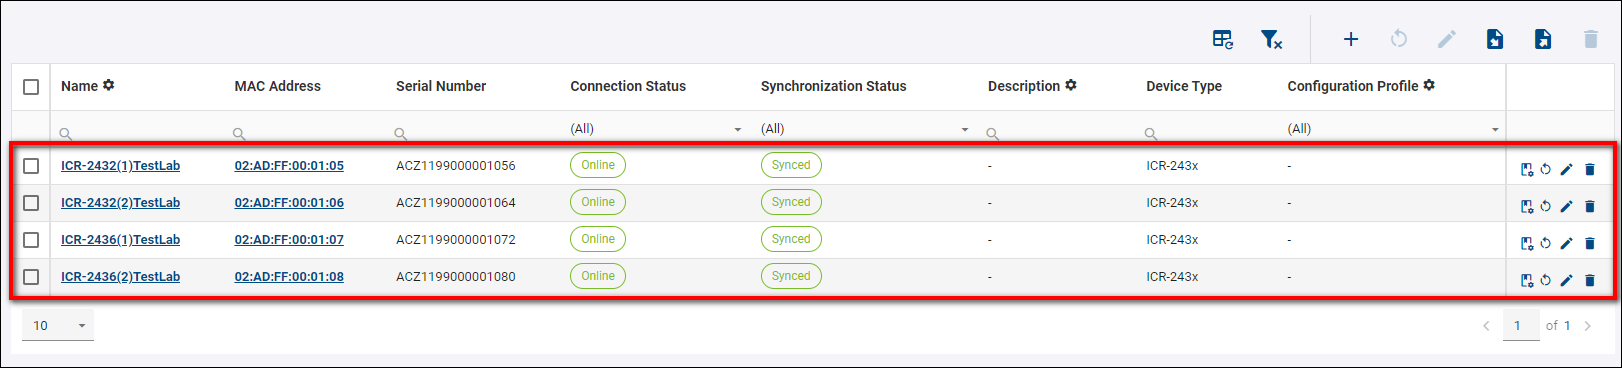 Name MAC Address Serial Number Connection Status Synchronization Status Description Device Type Configuration Profile
(All) (All) (All)
ICR-2432(1)TestLab 02:AD:FF:00:01:05 ACZ1199000001056 Online Synced - ICR-243x -
ICR-2432(2)TestLab 02:AD:FF:00:01:06 ACZ1199000001064 Online Synced - ICR-243x -
ICR-2436(1)TestLab 02:AD:FF:00:01:07 ACZ1199000001072 Online Synced - ICR-243x -
ICR-2436(2)TestLab 02:AD:FF:00:01:08 ACZ1199000001080 Online Synced - ICR-243x -
10 1 of 1